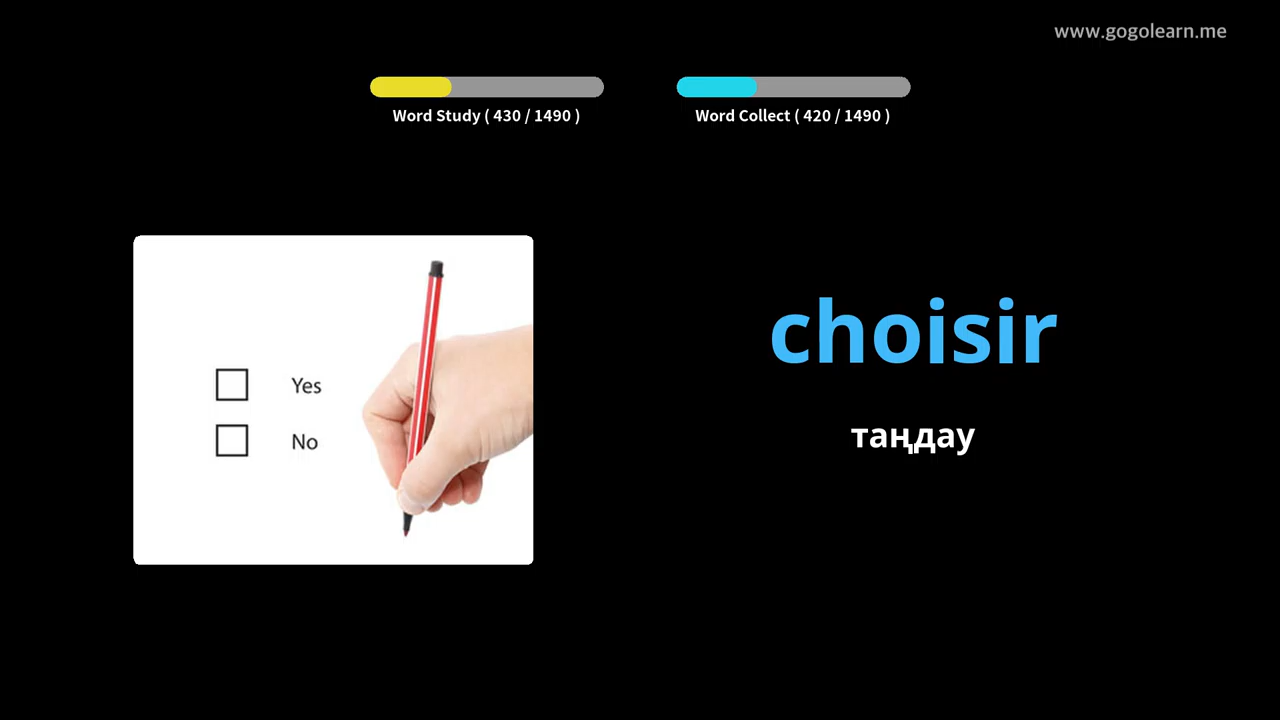 www.gogolearn.me
Word Study ( 430 / 1490 )
Word Collect ( 420 / 1490 )
Yes
No
choisir
таңдау